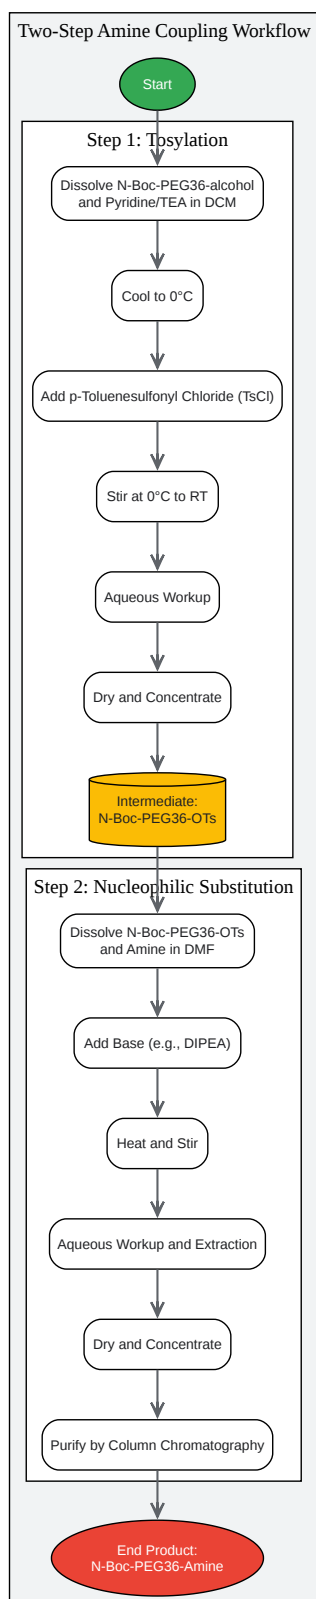 Two-Step Amine Coupling Workflow
Start
Step 1: Tosylation
Dissolve N-Boc-PEG36-alcohol
and Pyridine/TEA in DCM
Cool to 0°C
Add p-Toluenesulfonyl Chloride (TsCl)
Stir at 0°C to RT
Aqueous Workup
Dry and Concentrate
Intermediate:
N-Boc-PEG36-OTs
Step 2: Nucleophilic Substitution
Dissolve N-Boc-PEG36-OTs
and Amine in DMF
Add Base (e.g., DIPEA)
Heat and Stir
Aqueous Workup and Extraction
Dry and Concentrate
Purify by Column Chromatography
End Product:
N-Boc-PEG36-Amine